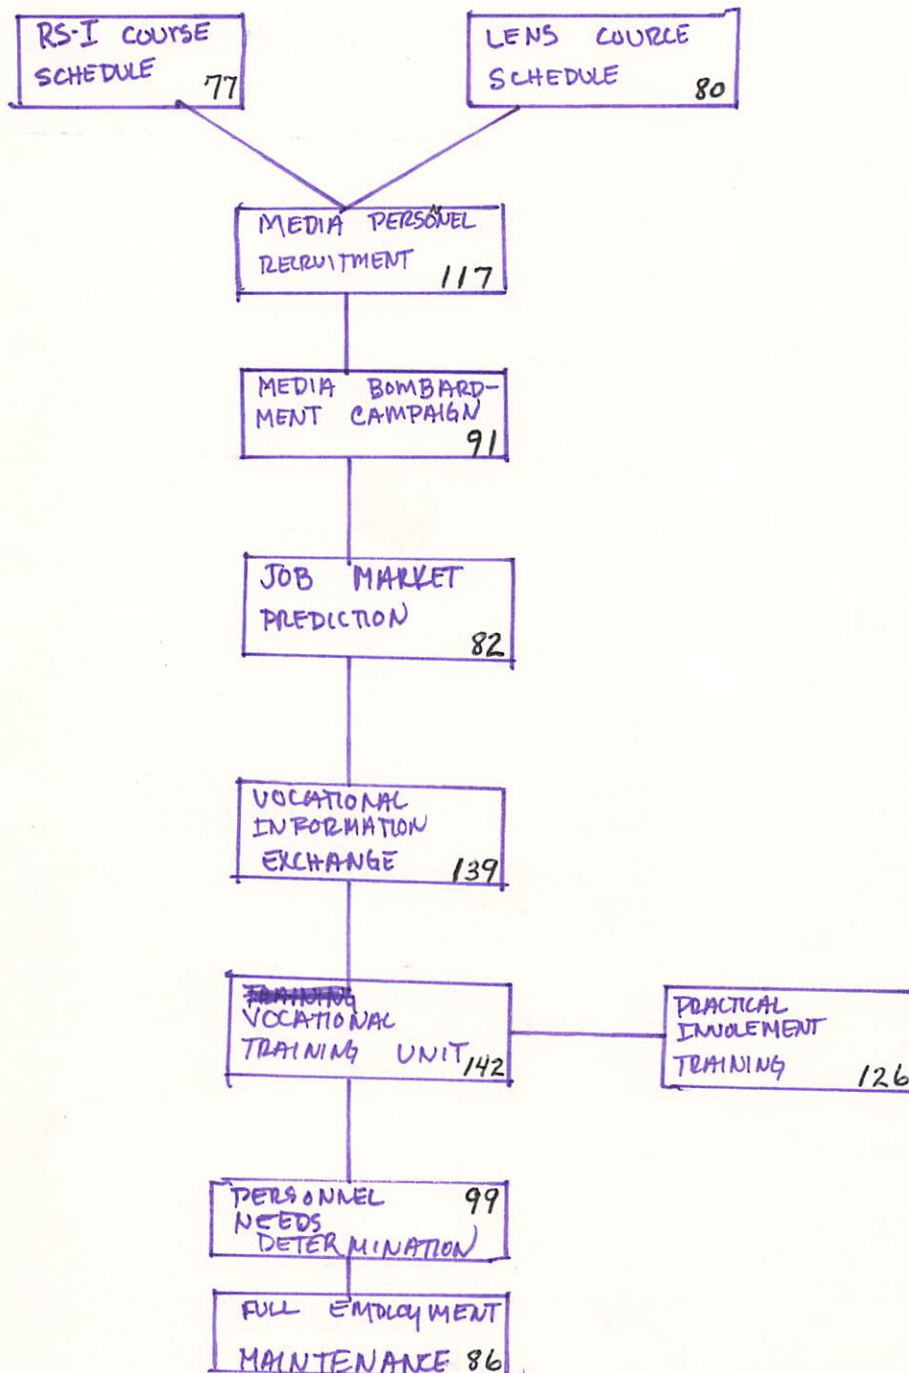 RS-I COURSE
SCHEDULE
77
LENS COURCE
SCHEDULE
80
MEDIA PERSONNEL
RECRUITMENT
117
MEDIA BOMBARD-
MENT CAMPAIGN
91
JOB MARKET
PREDICTION
82
VOCATIONAL
INFORMATION
EXCHANGE 139
TRAINING
VOCATIONAL
TRAINING UNIT 142
PRACTICAL
INVOLEMENT
TRAINING 126
PERSONNEL 99
NEEDS
DETERMINATION
FULL EMPLOYMENT
MAINTENANCE 86